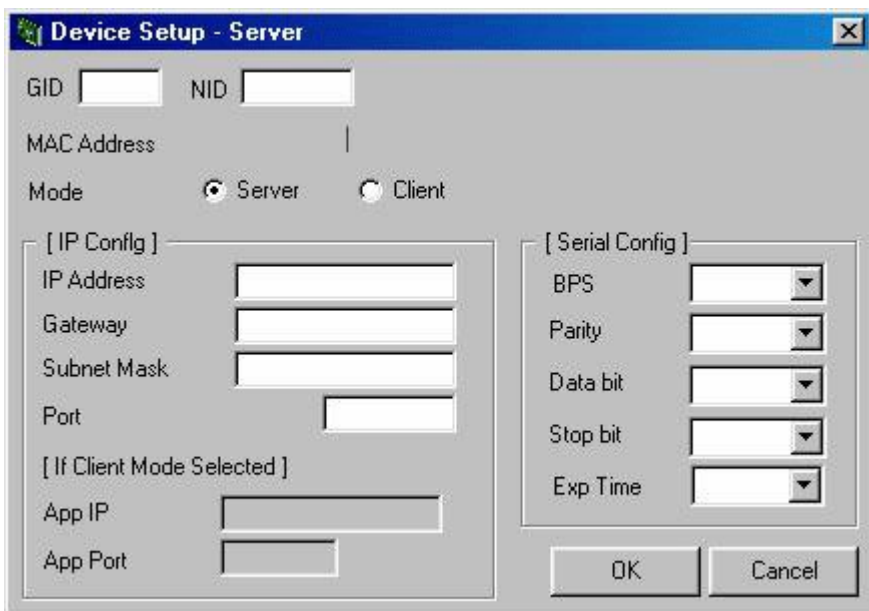 Device Setup - Server
GID NID
MAC Address
Mode Server Client
[ IP Conflg ]
IP Address
Gateway
Subnet Mask
Port
[ If Client Mode Selected ]
App IP
App Port
[ Serial Config ]
BPS
Parity
Data bit
Stop bit
Exp Time
OK Cancel